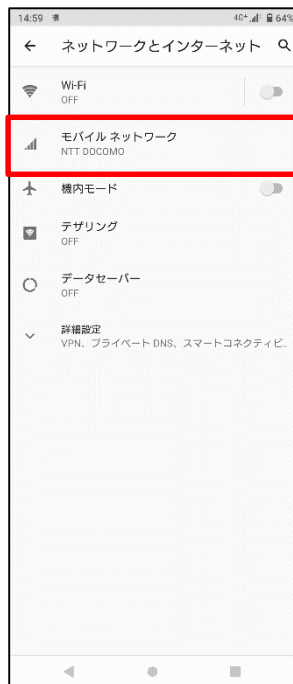 14:59 4G+ 64%
ネットワークとインターネット
Wi-Fi
OFF
モバイル ネットワーク
NTT DOCOMO
機内モード
テザリング
OFF
データセーバー
OFF
詳細設定
VPN、プライベート DNS、スマートコネクティビ..